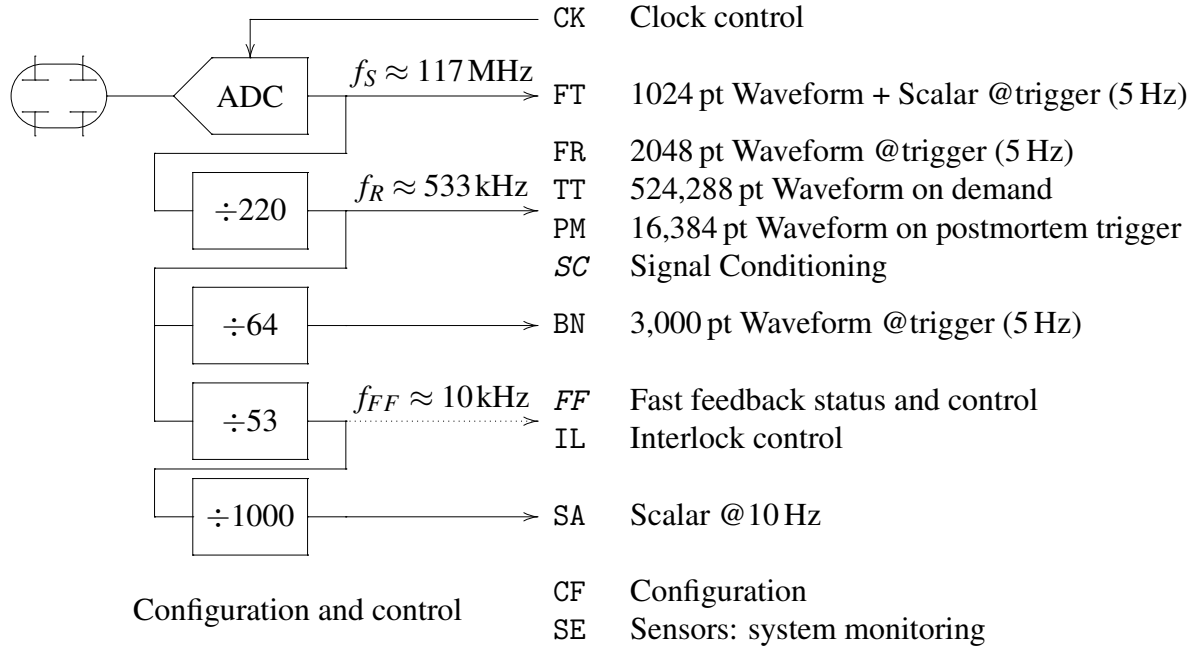 CK Clock control
ADC
f_S ≈ 117 MHz
FT 1024 pt Waveform + Scalar @trigger (5 Hz)
FR 2048 pt Waveform @trigger (5 Hz)
÷220
f_R ≈ 533 kHz
TT 524,288 pt Waveform on demand
PM 16,384 pt Waveform on postmortem trigger
SC Signal Conditioning
÷64
BN 3,000 pt Waveform @trigger (5 Hz)
÷53
f_FF ≈ 10 kHz
FF Fast feedback status and control
IL Interlock control
÷1000
SA Scalar @10 Hz
Configuration and control
CF Configuration
SE Sensors: system monitoring